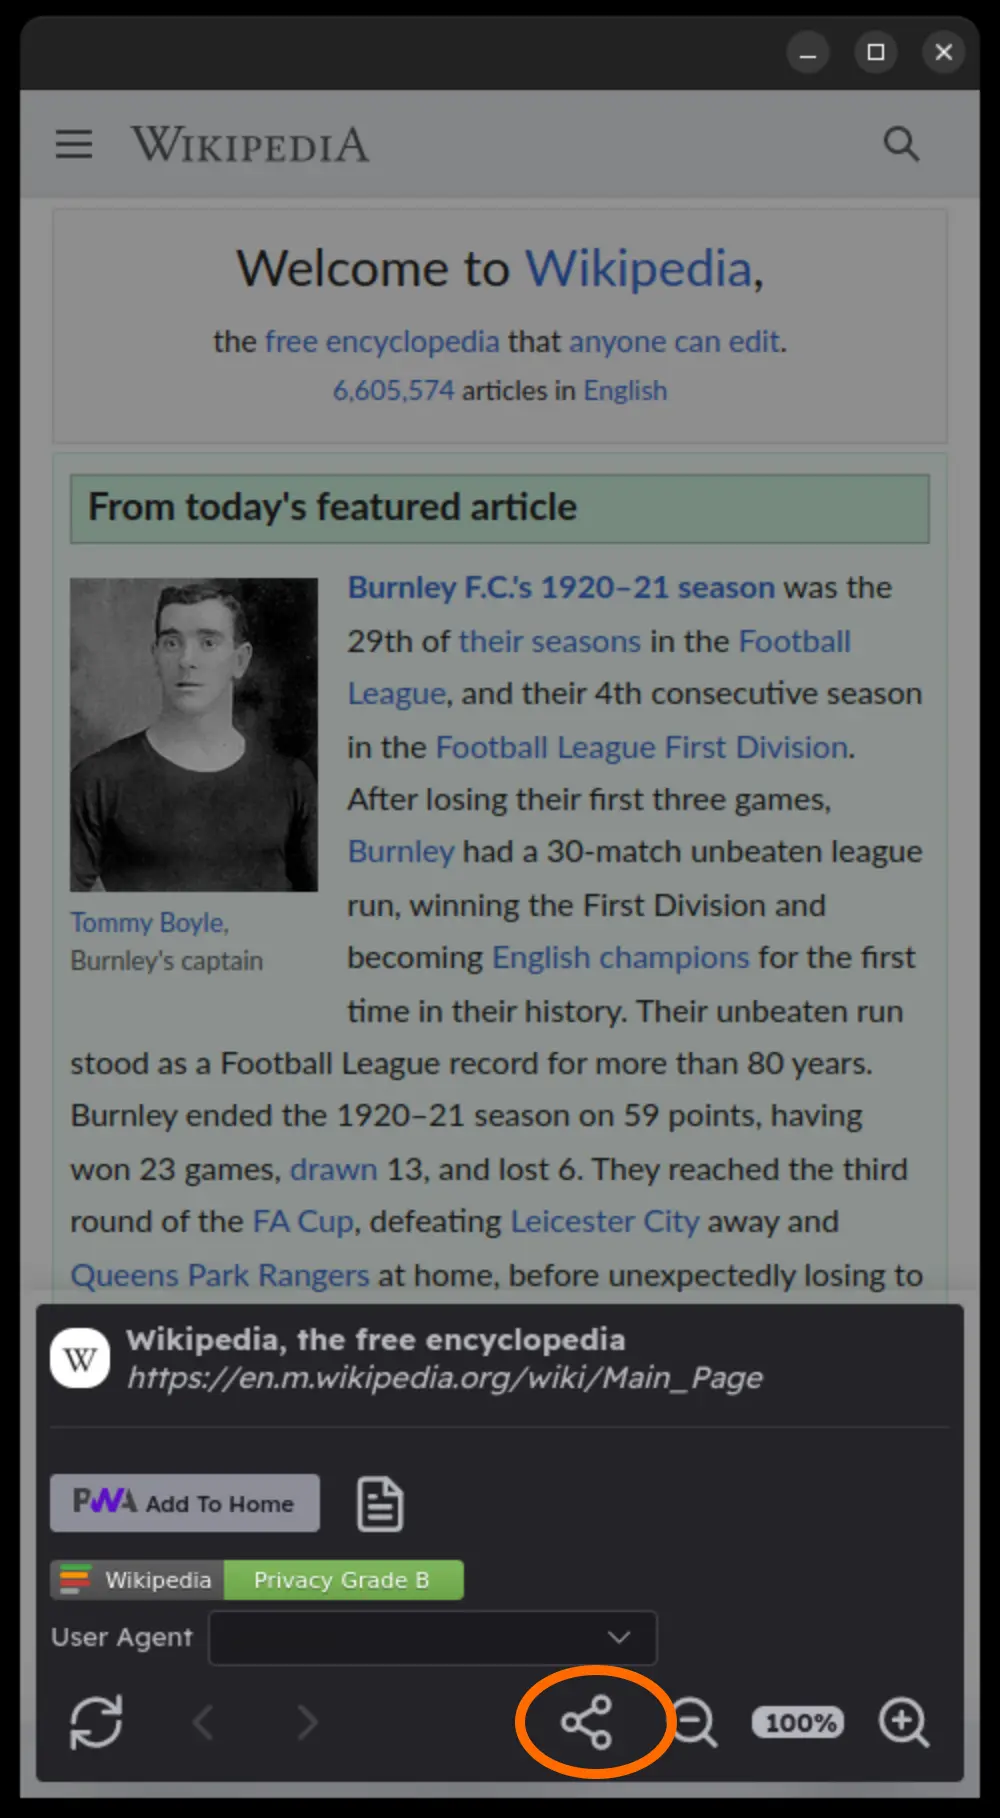 WIKIPEDIA
Welcome to Wikipedia,
the free encyclopedia that anyone can edit.
6,605,574 articles in English
From today's featured article
Burnley F.C.'s 1920–21 season was the
29th of their seasons in the Football
League, and their 4th consecutive season
in the Football League First Division.
After losing their first three games,
Burnley had a 30-match unbeaten league
run, winning the First Division and
becoming English champions for the first
time in their history. Their unbeaten run
Tommy Boyle,
Burnley's captain
stood as a Football League record for more than 80 years.
Burnley ended the 1920–21 season on 59 points, having
won 23 games, drawn 13, and lost 6. They reached the third
round of the FA Cup, defeating Leicester City away and
Queens Park Rangers at home, before unexpectedly losing to
W
Wikipedia, the free encyclopedia
https://en.m.wikipedia.org/wiki/Main_Page
PWA Add To Home
Wikipedia Privacy Grade B
User Agent
100%